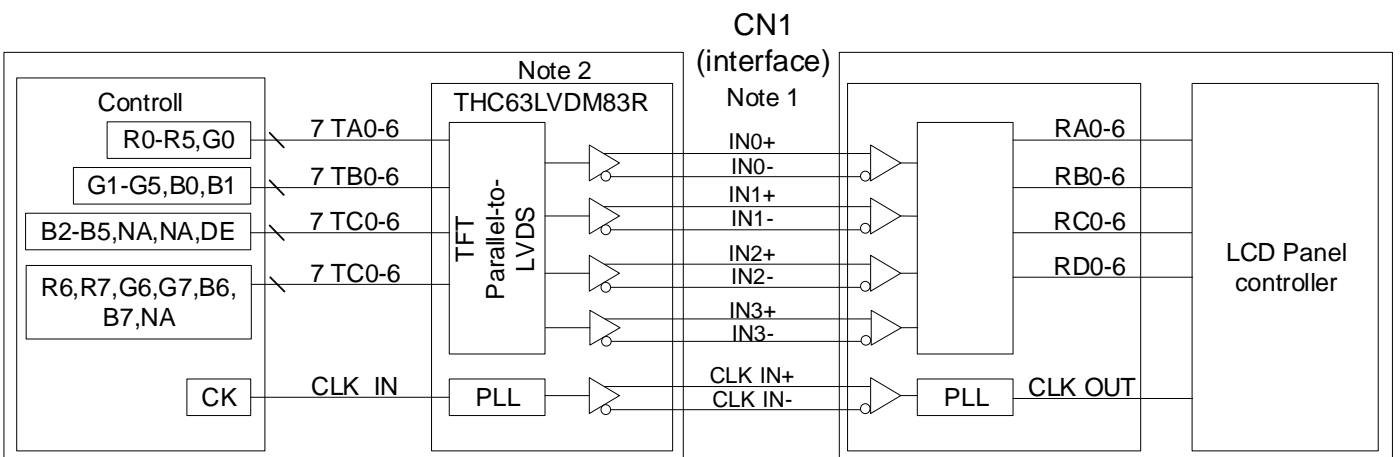 CN1
(interface)
Note 1
Note 2
THC63LVDM83R
Controll
R0-R5,G0
7 TA0-6
G1-G5,B0,B1
7 TB0-6
B2-B5,NA,NA,DE
7 TC0-6
R6,R7,G6,G7,B6,
B7,NA
7 TC0-6
CK
CLK IN
TFT
Parallel-to-
LVDS
PLL
IN0+
IN0-
IN1+
IN1-
IN2+
IN2-
IN3+
IN3-
CLK IN+
CLK IN-
PLL
RA0-6
RB0-6
RC0-6
RD0-6
CLK OUT
LCD Panel
controller